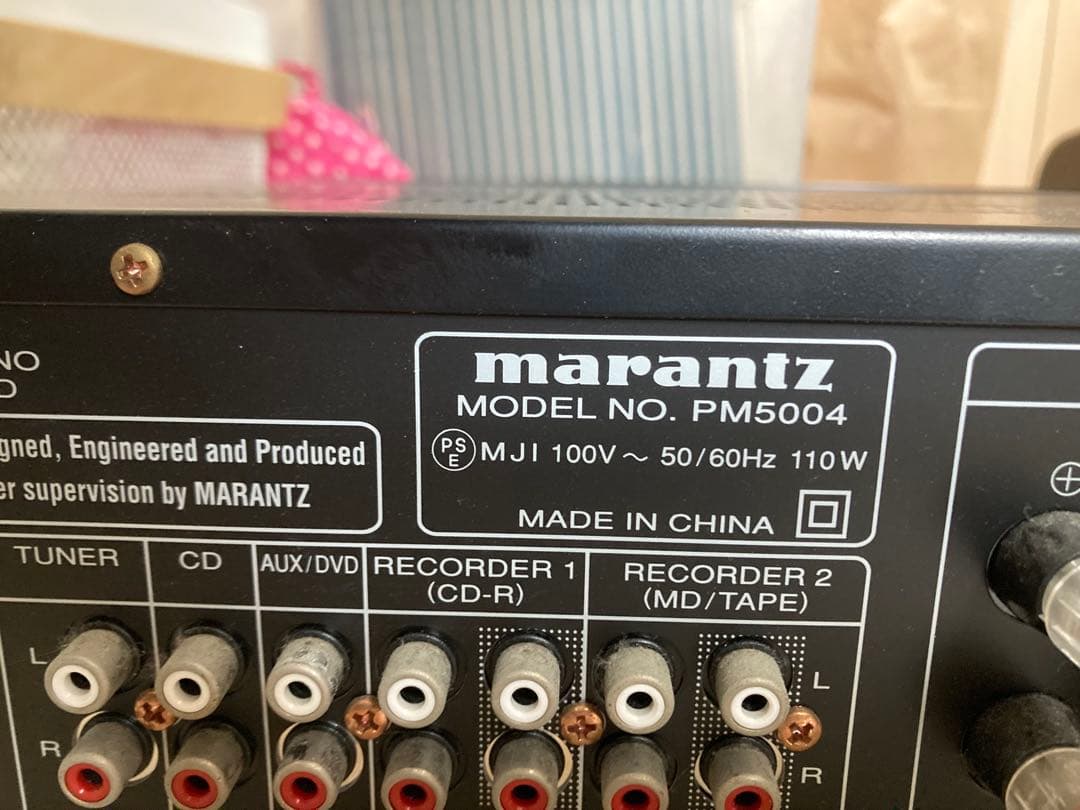 marantz
MODEL NO. PM5004
PS
E
MJI 100V～ 50/60Hz 110W
MADE IN CHINA
NO
D
gned, Engineered and Produced
er supervision by MARANTZ
TUNER
CD
AUX/DVD
RECORDER 1
(CD-R)
RECORDER 2
(MD/TAPE)
L
L
R
R